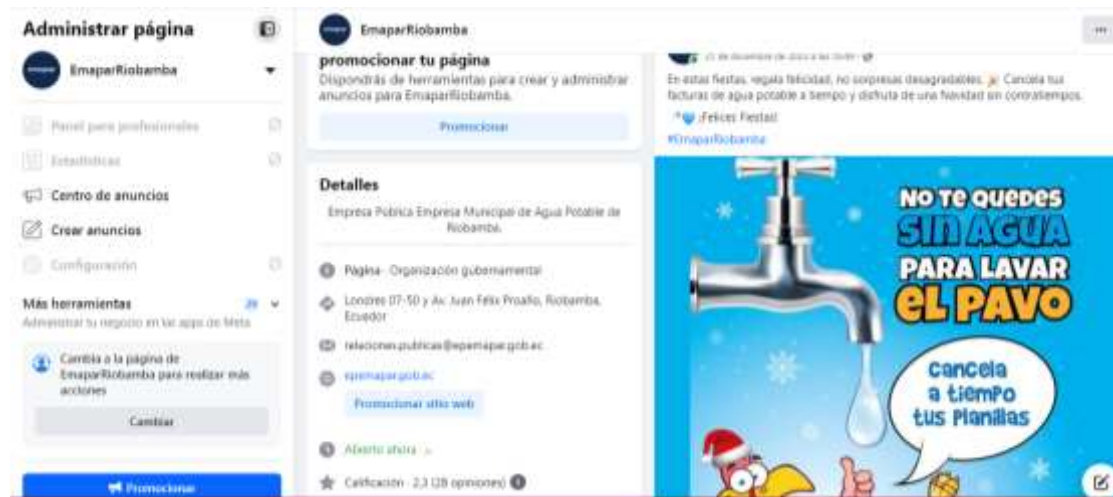 Administrar página
EmaparRiobamba
Panel para profesionales
Estadísticas
Centro de anuncios
Crear anuncios
Configuración
Más herramientas
Administrar tu negocio en las apps de Meta
Cambia a la página de
EmaparRiobamba para realizar más
acciones
Cambiar
Promocionar
EmaparRiobamba
promocionar tu página
Dispondrás de herramientas para crear y administrar
anuncios para EmaparRiobamba.
Promocionar
Detalles
Empresa Pública Empresa Municipal de Agua Potable de
Riobamba.
Página · Organización gubernamental
Londres 07-50 y Av. Juan Félix Proaño, Riobamba,
Ecuador
relaciones.publicas@epemapar.gob.ec
epemapar.gob.ec
Promocionar sitio web
Abierto ahora
Calificación · 2,3 (28 opiniones)
En estas fiestas, regala felicidad, no sorpresas desagradables. Cancela tus
facturas de agua potable a tiempo y disfruta de una Navidad sin contratiempos.
¡Felices Fiestas!
#EmaparRiobamba
NO TE QUEDES
SIN AGUA
PARA LAVAR
EL PAVO
Cancela
a tiempo
tus planillas